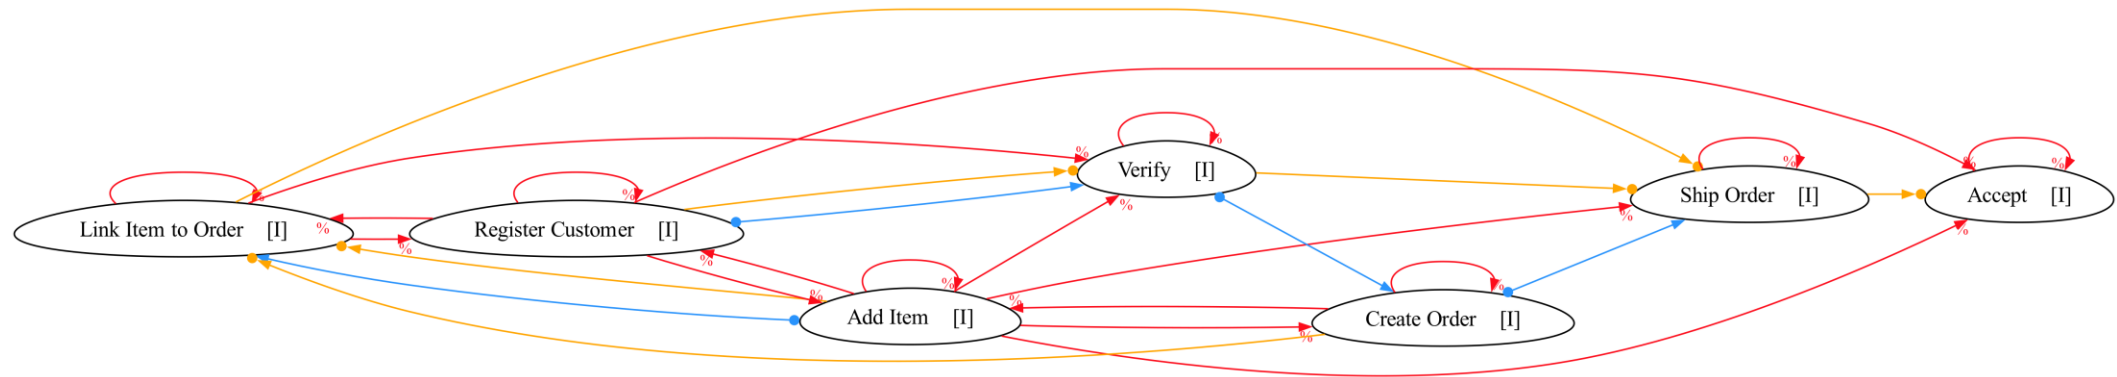 %
%
Verify [I]
%
%
%
%
%
Ship Order [I]
Accept [I]
%
%
%
%
Link Item to Order [I]
Register Customer [I]
%
%
%
%
%
%
%
Add Item [I]
Create Order [I]
%